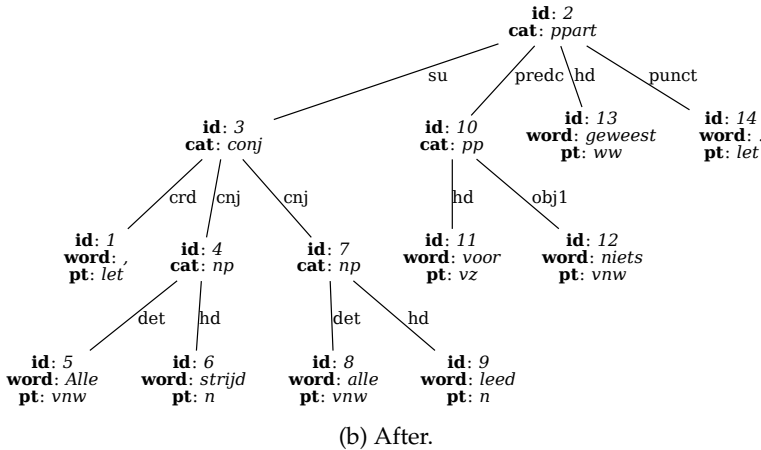 id: 2
cat: ppart
su
predc
hd
punct
id: 3
cat: conj
id: 10
cat: pp
id: 13
word: geweest
pt: ww
id: 14
word: .
pt: let
crd
cnj
cnj
hd
obj1
id: 1
word: ,
pt: let
id: 4
cat: np
id: 7
cat: np
id: 11
word: voor
pt: vz
id: 12
word: niets
pt: vnw
det
hd
det
hd
id: 5
word: Alle
pt: vnw
id: 6
word: strijd
pt: n
id: 8
word: alle
pt: vnw
id: 9
word: leed
pt: n
(b) After.